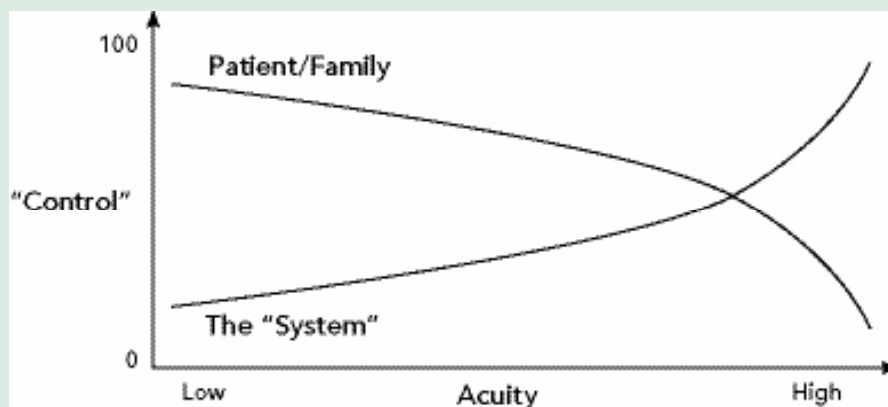 100
Patient/Family
“Control”
The “System”
0
Low Acuity High